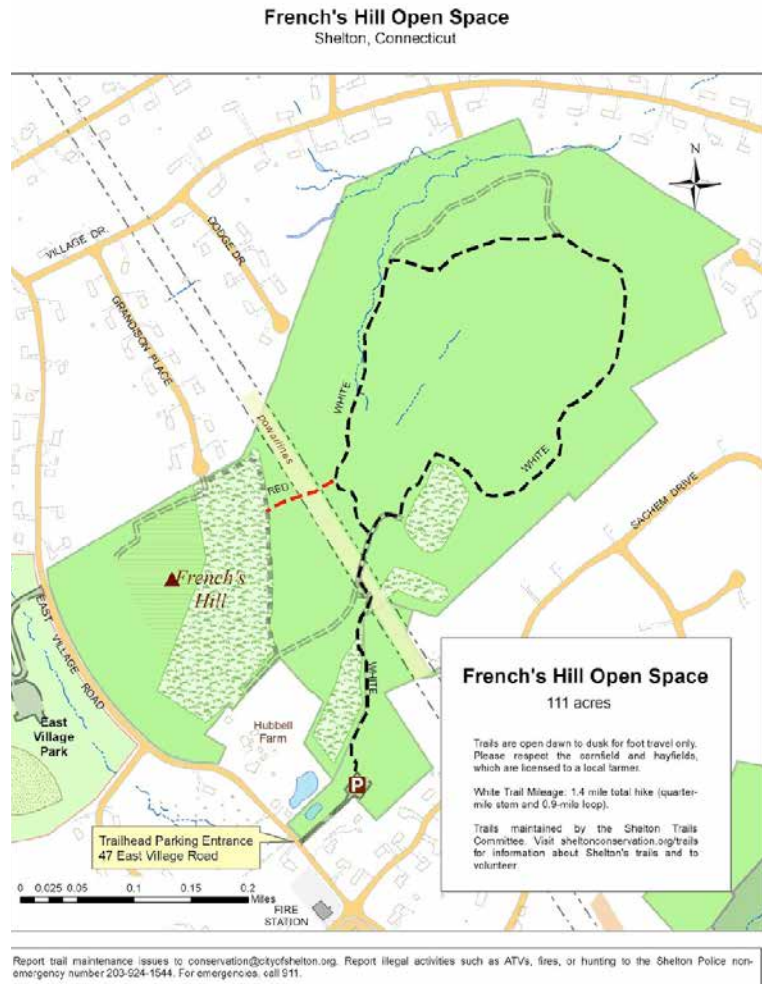 French's Hill Open Space
Shelton, Connecticut
N
VILLAGE DR.
DODGE DR.
GRANDISON PLACE
WHITE
powerlines
RED
WHITE
SACHEM DRIVE
French's
Hill
EAST VILLAGE ROAD
WHITE
East
Village
Park
Hubbell
Farm
P
French's Hill Open Space
111 acres
Trails are open dawn to dusk for foot travel only.
Please respect the cornfield and hayfields,
which are licensed to a local farmer.
White Trail Mileage: 1.4 mile total hike (quarter-
mile stem and 0.9-mile loop).
Trails maintained by the Shelton Trails
Committee. Visit sheltonconservation.org/trails
for information about Shelton's trails and to
volunteer
Trailhead Parking Entrance
47 East Village Road
0 0.025 0.05 0.1 0.15 0.2
Miles
FIRE
STATION
Report trail maintenance issues to conservation@cityofshelton.org. Report illegal activities such as ATVs, fires, or hunting to the Shelton Police non-
emergency number 203-924-1544. For emergencies, call 911.